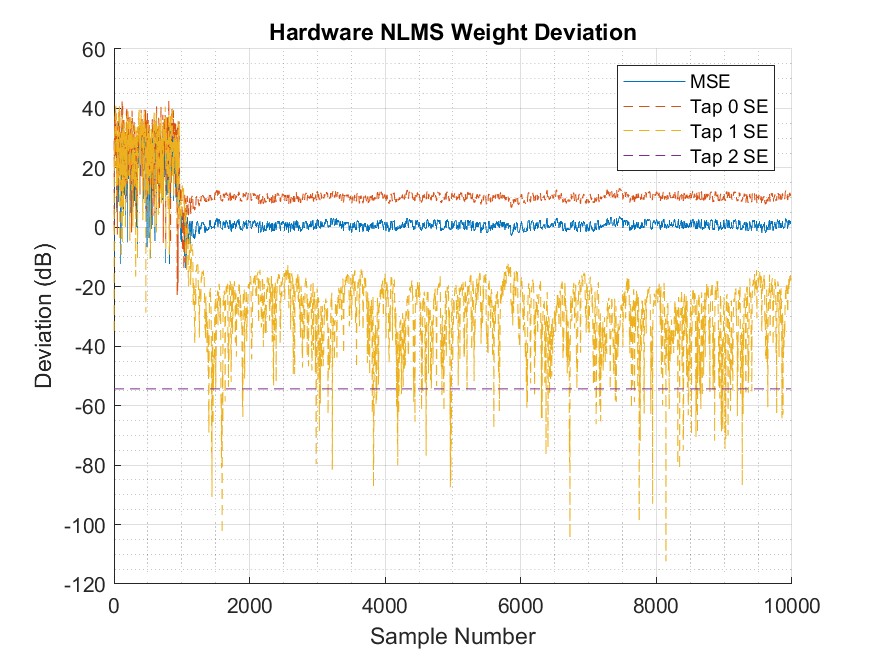 Hardware NLMS Weight Deviation
60
40
20
0
-20
-40
-60
-80
-100
-120
Deviation (dB)
MSE
Tap 0 SE
Tap 1 SE
Tap 2 SE
0 2000 4000 6000 8000 10000
Sample Number